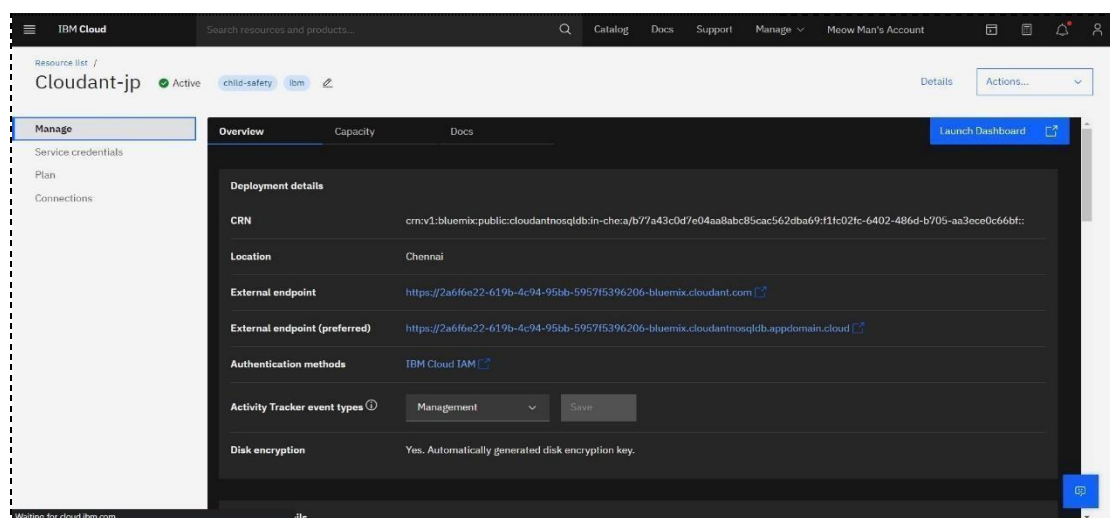 IBM Cloud Search resources and products... Catalog Docs Support Manage Meow Man's Account
Resource list /
Cloudant-jp Active child-safety ibm Details Actions...
Manage
Service credentials
Plan
Connections
Overview Capacity Docs Launch Dashboard
Deployment details
CRN crn:v1:bluemix:public:cloudantnosqldb:in-che:a/b77a43c0d7e04aa8abc85cac562dba69:f1fc02fc-6402-486d-b705-aa3ece0c66bf::
Location Chennai
External endpoint https://2a6f6e22-619b-4c94-95bb-5957f5396206-bluemix.cloudant.com
External endpoint (preferred) https://2a6f6e22-619b-4c94-95bb-5957f5396206-bluemix.cloudantnosqldb.appdomain.cloud
Authentication methods IBM Cloud IAM
Activity Tracker event types Management Save
Disk encryption Yes. Automatically generated disk encryption key.
Waiting for cloud.ibm.com